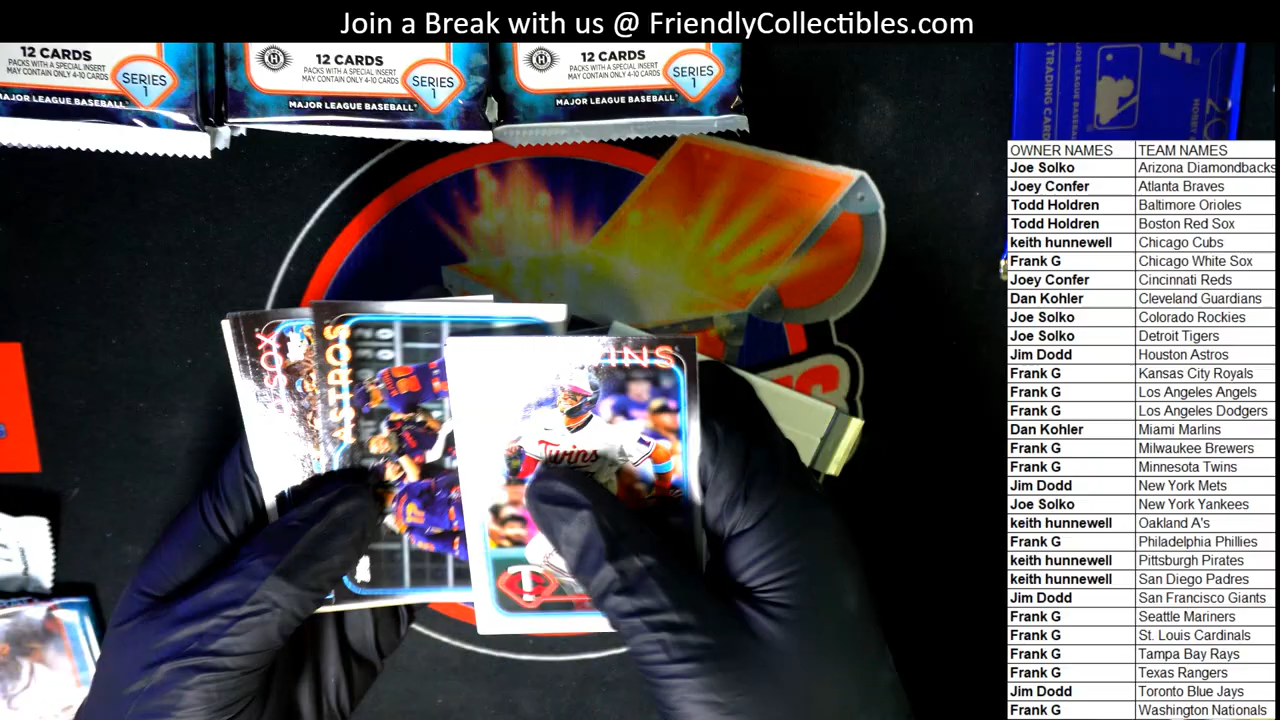 Join a Break with us @ FriendlyCollectibles.com
12 CARDS
PACKS WITH A SPECIAL INSERT
MAY CONTAIN ONLY 4-10 CARDS
SERIES
1
MAJOR LEAGUE BASEBALL
12 CARDS
PACKS WITH A SPECIAL INSERT
MAY CONTAIN ONLY 4-10 CARDS
SERIES
1
MAJOR LEAGUE BASEBALL
12 CARDS
PACKS WITH A SPECIAL INSERT
MAY CONTAIN ONLY 4-10 CARDS
SERIES
1
MAJOR LEAGUE BASEBALL
TRADING CARDS
SOX
ASTROS
17
Twins
OWNER NAMES TEAM NAMES
Joe Solko Arizona Diamondbacks
Joey Confer Atlanta Braves
Todd Holdren Baltimore Orioles
Todd Holdren Boston Red Sox
keith hunnewell Chicago Cubs
Frank G Chicago White Sox
Joey Confer Cincinnati Reds
Dan Kohler Cleveland Guardians
Joe Solko Colorado Rockies
Joe Solko Detroit Tigers
Jim Dodd Houston Astros
Frank G Kansas City Royals
Frank G Los Angeles Angels
Frank G Los Angeles Dodgers
Dan Kohler Miami Marlins
Frank G Milwaukee Brewers
Frank G Minnesota Twins
Jim Dodd New York Mets
Joe Solko New York Yankees
keith hunnewell Oakland A's
Frank G Philadelphia Phillies
keith hunnewell Pittsburgh Pirates
keith hunnewell San Diego Padres
Jim Dodd San Francisco Giants
Frank G Seattle Mariners
Frank G St. Louis Cardinals
Frank G Tampa Bay Rays
Frank G Texas Rangers
Jim Dodd Toronto Blue Jays
Frank G Washington Nationals